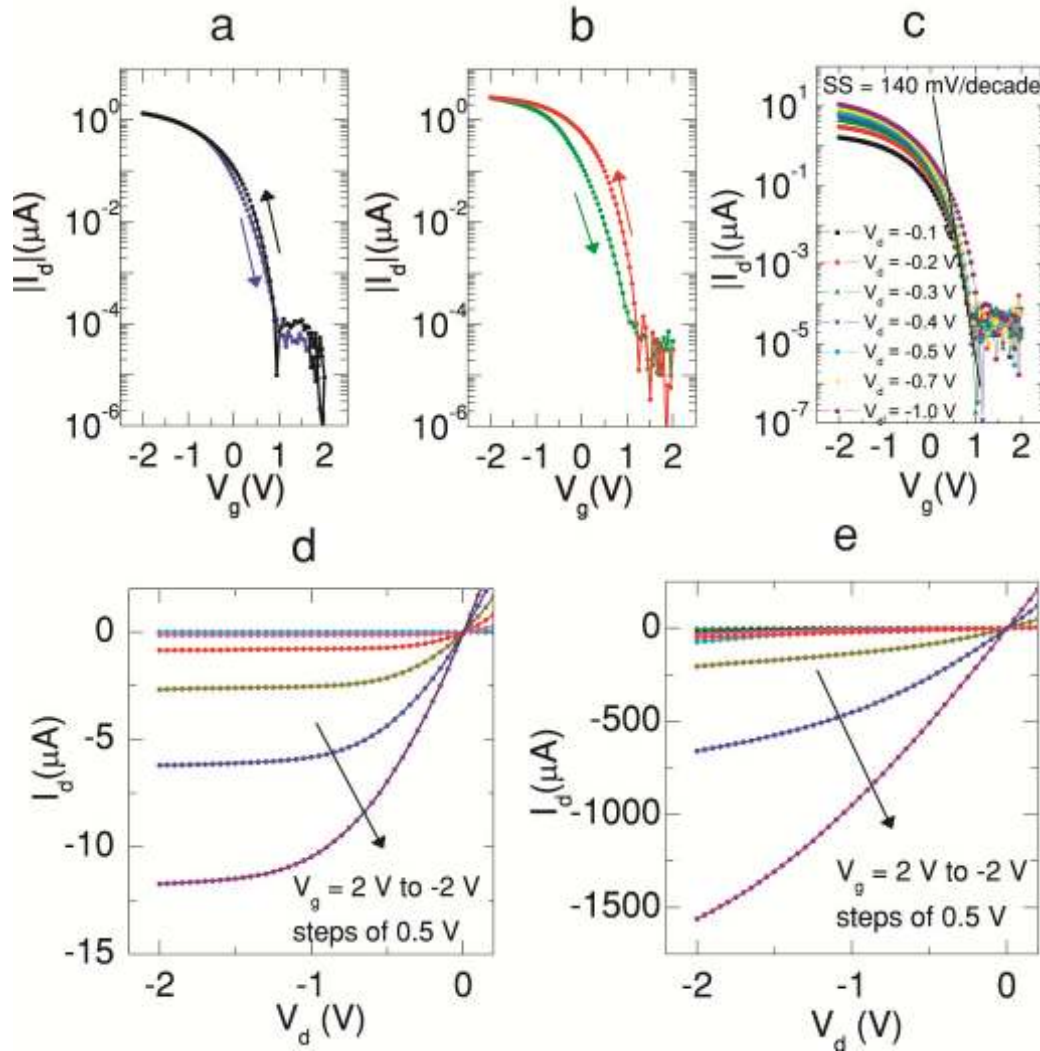 a
b
c
10^0
10^-2
10^-4
10^-6
|I_d|(μA)
-2 -1 0 1 2
V_g(V)
10^0
10^-2
10^-4
10^-6
|I_d|(μA)
-2 -1 0 1 2
V_g(V)
SS = 140 mV/decade
10^1
10^-1
10^-3
10^-5
10^-7
|I_d|(μA)
V_d = -0.1
V_d = -0.2 V
V_d = -0.3 V
V_d = -0.4 V
V_d = -0.5 V
V_d = -0.7 V
V_d = -1.0 V
-2 -1 0 1 2
V_g(V)
d
e
0
-5
-10
-15
I_d(μA)
V_g = 2 V to -2 V
steps of 0.5 V
-2 -1 0
V_d (V)
0
-500
-1000
-1500
I_d(μA)
V_g = 2 V to -2 V
steps of 0.5 V
-2 -1 0
V_d (V)